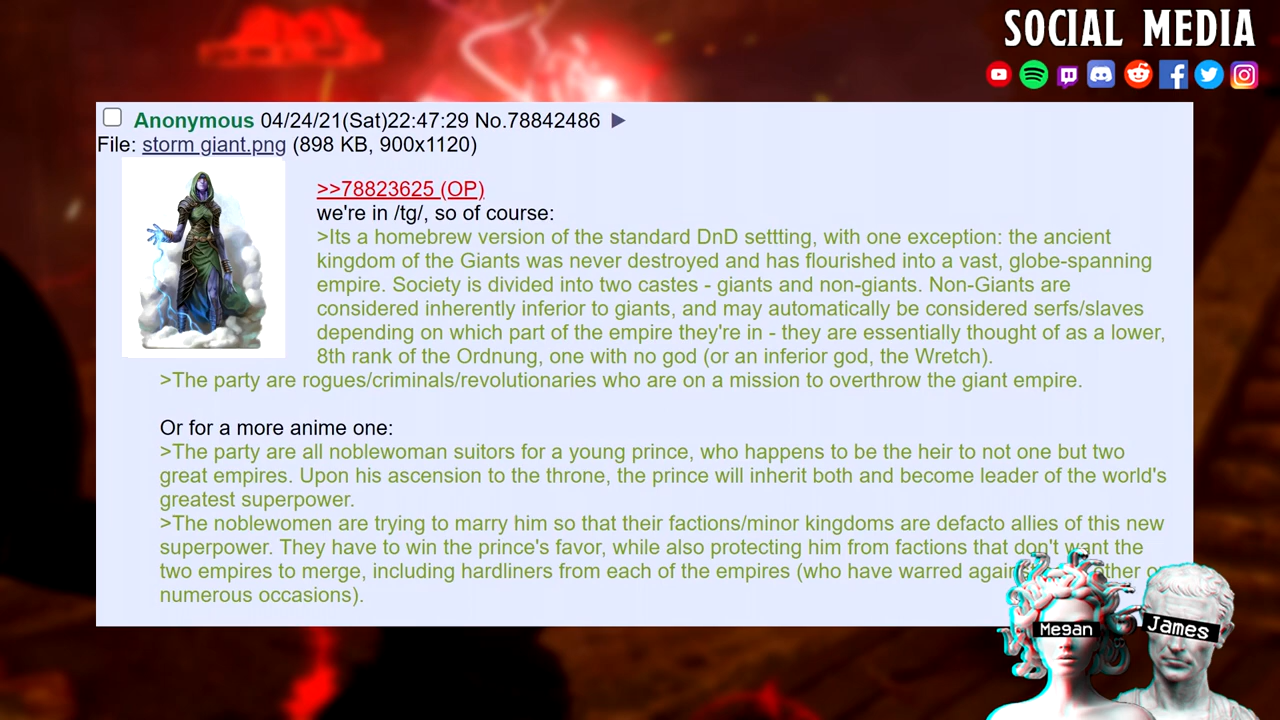 SOCIAL MEDIA
Anonymous 04/24/21(Sat)22:47:29 No.78842486 ▶
File: storm giant.png (898 KB, 900x1120)
>>78823625 (OP)
we're in /tg/, so of course:
>Its a homebrew version of the standard DnD settting, with one exception: the ancient
kingdom of the Giants was never destroyed and has flourished into a vast, globe-spanning
empire. Society is divided into two castes - giants and non-giants. Non-Giants are
considered inherently inferior to giants, and may automatically be considered serfs/slaves
depending on which part of the empire they're in - they are essentially thought of as a lower,
8th rank of the Ordnung, one with no god (or an inferior god, the Wretch).
>The party are rogues/criminals/revolutionaries who are on a mission to overthrow the giant empire.
Or for a more anime one:
>The party are all noblewoman suitors for a young prince, who happens to be the heir to not one but two
great empires. Upon his ascension to the throne, the prince will inherit both and become leader of the world's
greatest superpower.
>The noblewomen are trying to marry him so that their factions/minor kingdoms are defacto allies of this new
superpower. They have to win the prince's favor, while also protecting him from factions that don't want the
two empires to merge, including hardliners from each of the empires (who have warred
numerous occasions).
Megan
James